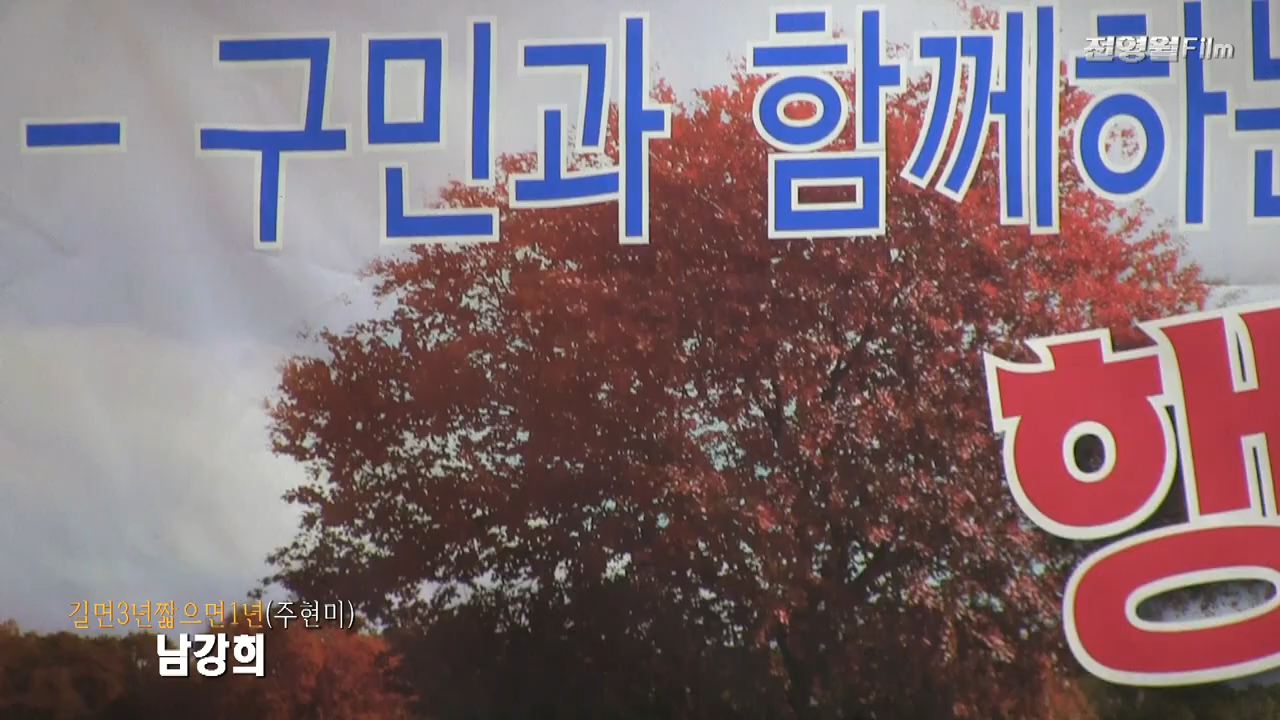 전영월Film
- 구민과 함께하는
행
길면3년짧으면1년(주현미)
남강희